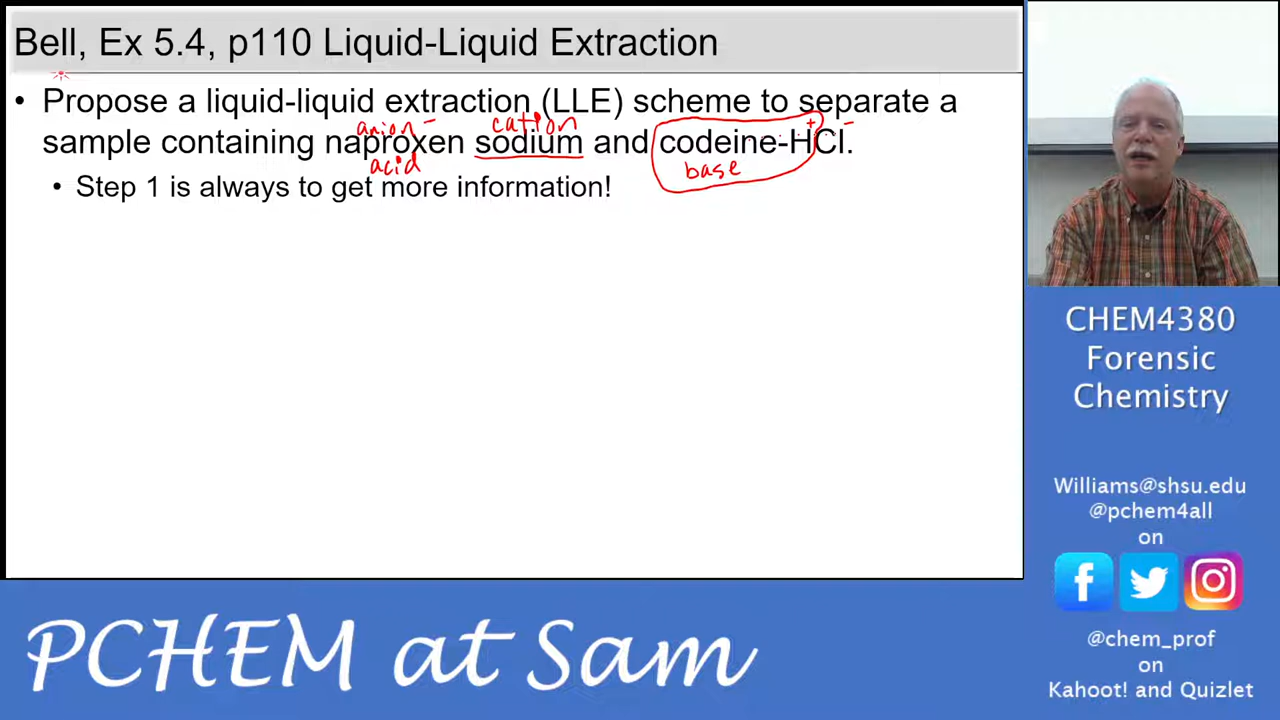 Bell, Ex 5.4, p110 Liquid-Liquid Extraction
• Propose a liquid-liquid extraction (LLE) scheme to separate a
anion - cation + -
sample containing naproxen sodium and codeine-HCl.
acid base
• Step 1 is always to get more information!
CHEM4380
Forensic
Chemistry
Williams@shsu.edu
@pchem4all
on
@chem_prof
on
Kahoot! and Quizlet
PCHEM at Sam